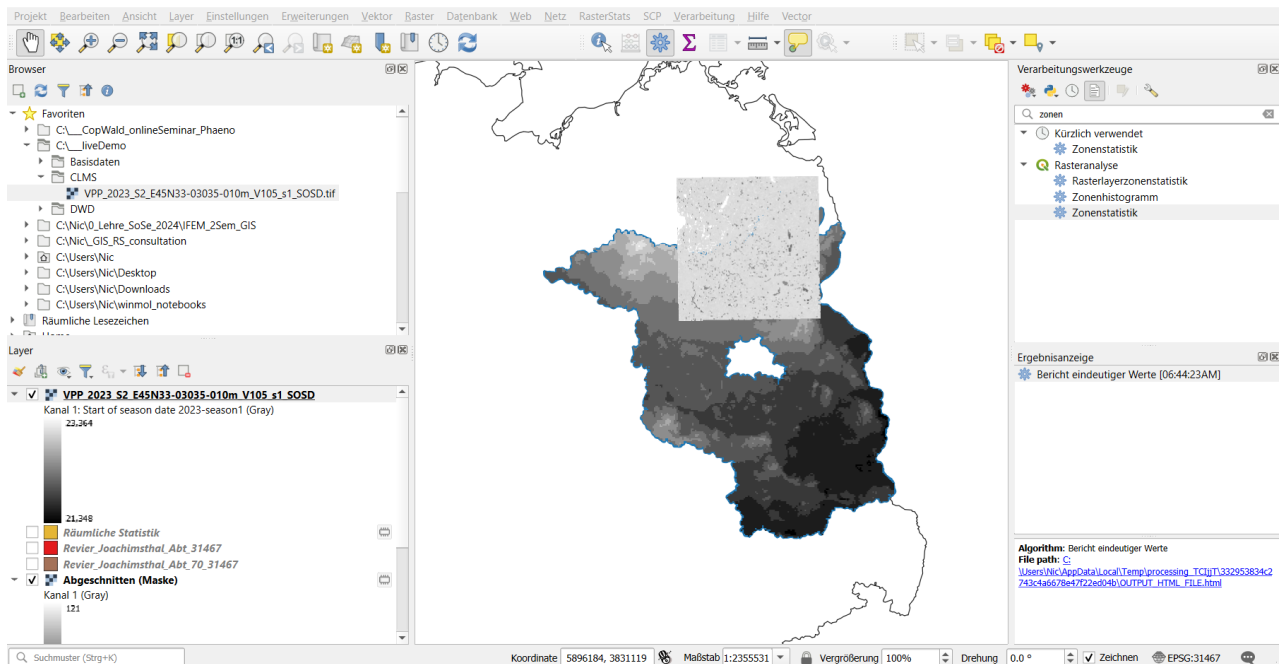 Projekt Bearbeiten Ansicht Layer Einstellungen Erweiterungen Vektor Raster Datenbank Web Netz RasterStats SCP Verarbeitung Hilfe Vector
Browser
Favoriten
C:\__CopWald_onlineSeminar_Phaeno
C:\__liveDemo
Basisdaten
CLMS
VPP_2023_S2_E45N33-03035-010m_V105_s1_SOSD.tif
DWD
C:\Nic\0_Lehre_SoSe_2024\IFEM_2Sem_GIS
C:\Nic\_GIS_RS_consultation
C:\Users\Nic
C:\Users\Nic\Desktop
C:\Users\Nic\Downloads
C:\Users\Nic\winmol_notebooks
Räumliche Lesezeichen
Layer
VPP_2023_S2_E45N33-03035-010m_V105_s1_SOSD
Kanal 1: Start of season date 2023-season1 (Gray)
23,364
21,348
Räumliche Statistik
Revier_Joachimsthal_Abt_31467
Revier_Joachimsthal_Abt_70_31467
Abgeschnitten (Maske)
Kanal 1 (Gray)
121
Verarbeitungswerkzeuge
zonen
Kürzlich verwendet
Zonenstatistik
Rasteranalyse
Rasterlayerzonenstatistik
Zonenhistogramm
Zonenstatistik
Ergebnisanzeige
Bericht eindeutiger Werte [06:44:23AM]
Algorithm: Bericht eindeutiger Werte
File path: C:
\Users\Nic\AppData\Local\Temp\processing_TCIjjT\332953834c2
743c4a6678e47f22ed04b\OUTPUT_HTML_FILE.html
Suchmuster (Strg+K) Koordinate 5896184, 3831119 Maßstab 1:2355531 Vergrößerung 100% Drehung 0.0 ° Zeichnen EPSG:31467